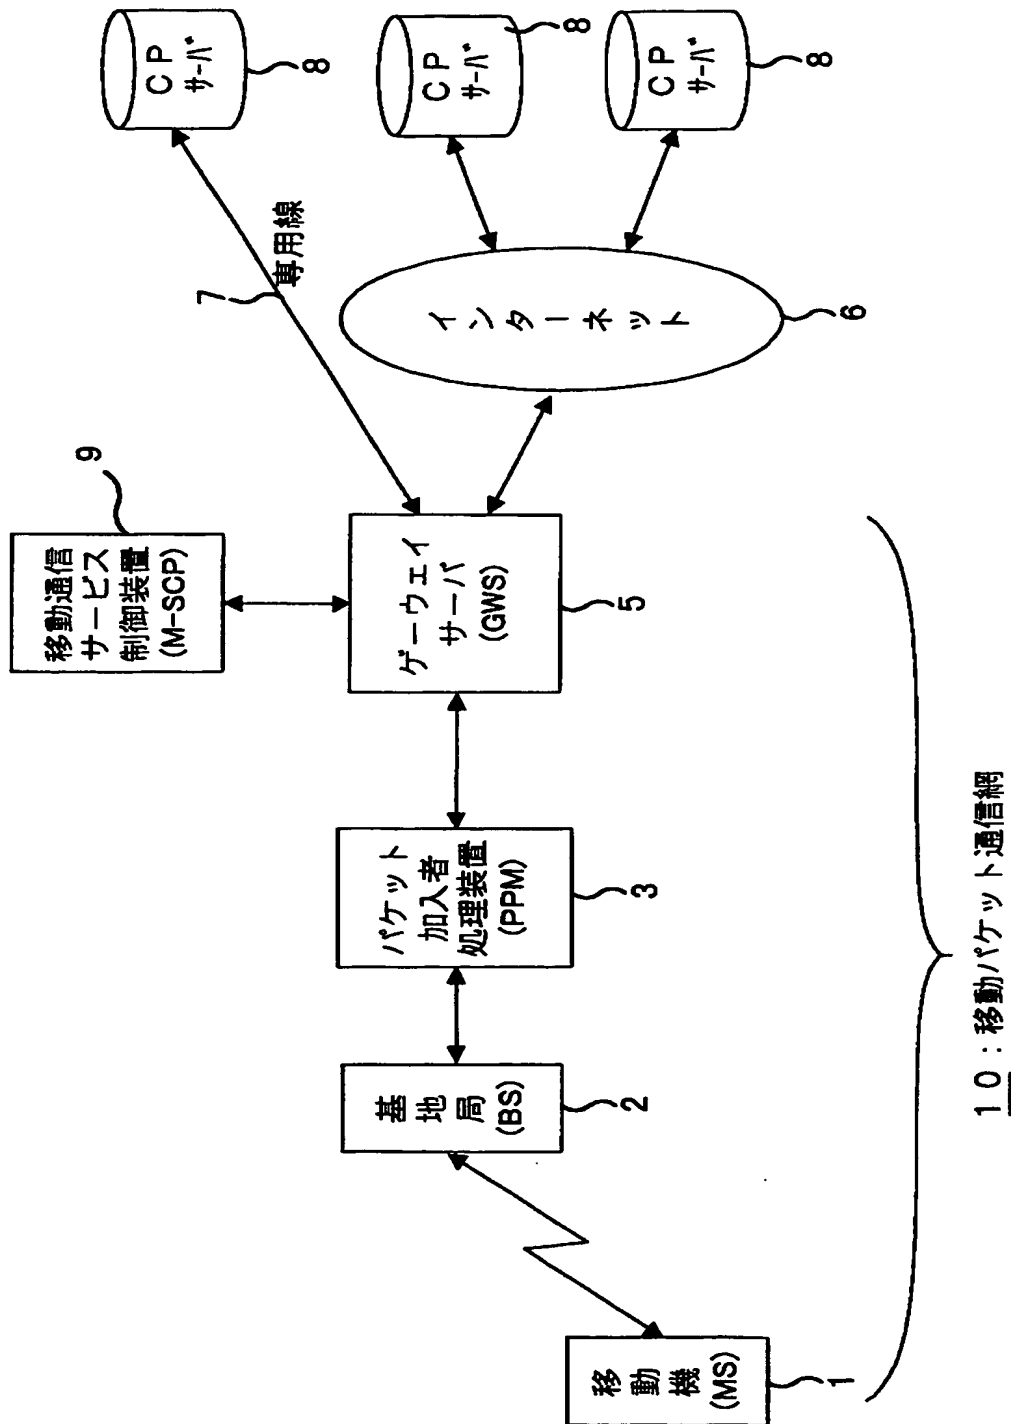 移動機
(MS)
1
基地局
(BS)
2
パケット
加入者
処理装置
(PPM)
3
ゲーウェイ
サーバ
(GWS)
5
移動通信
サービス
制御装置
(M-SCP)
9
7
専用線
インターネット
6
CP
サーバ
8
CP
サーバ
8
CP
サーバ
8
10:移動パケット通信網